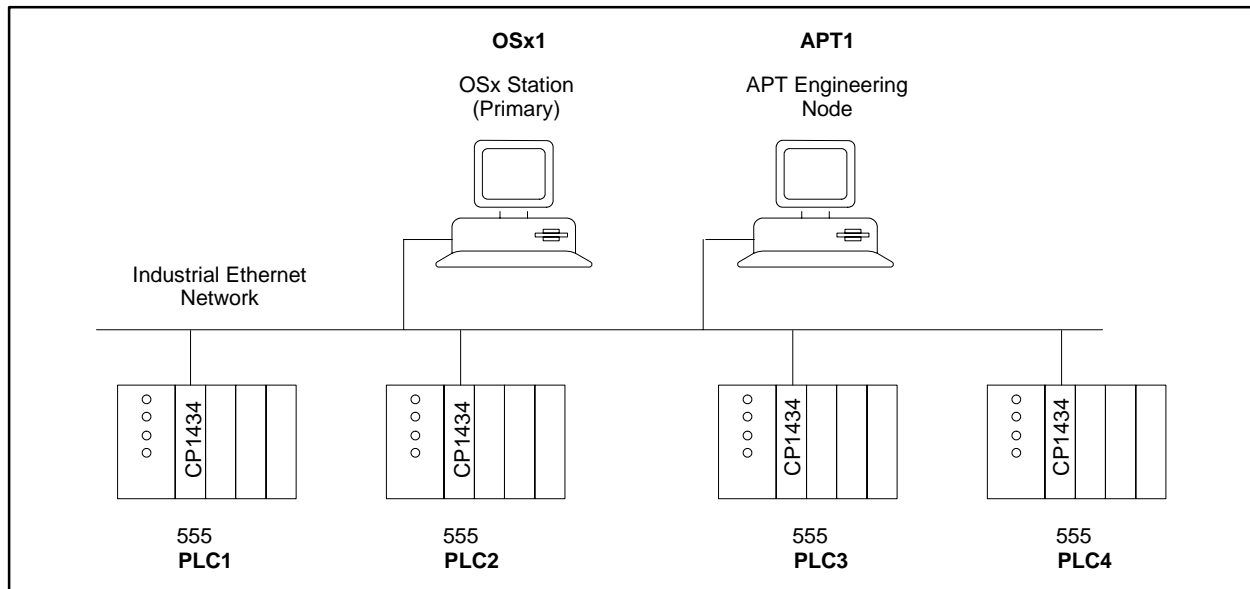 OSx1
OSx Station
(Primary)
APT1
APT Engineering
Node
Industrial Ethernet
Network
CP1434
CP1434
CP1434
CP1434
555
PLC1
555
PLC2
555
PLC3
555
PLC4